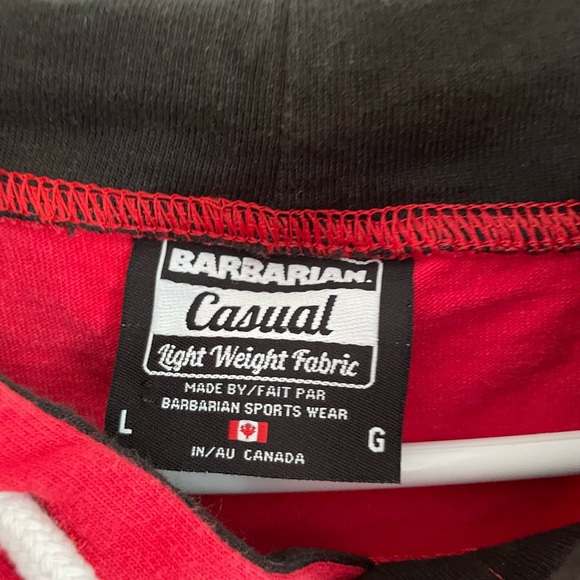 BARBARIAN.
Casual
Light Weight Fabric
MADE BY/FAIT PAR
BARBARIAN SPORTS WEAR
L G
IN/AU CANADA